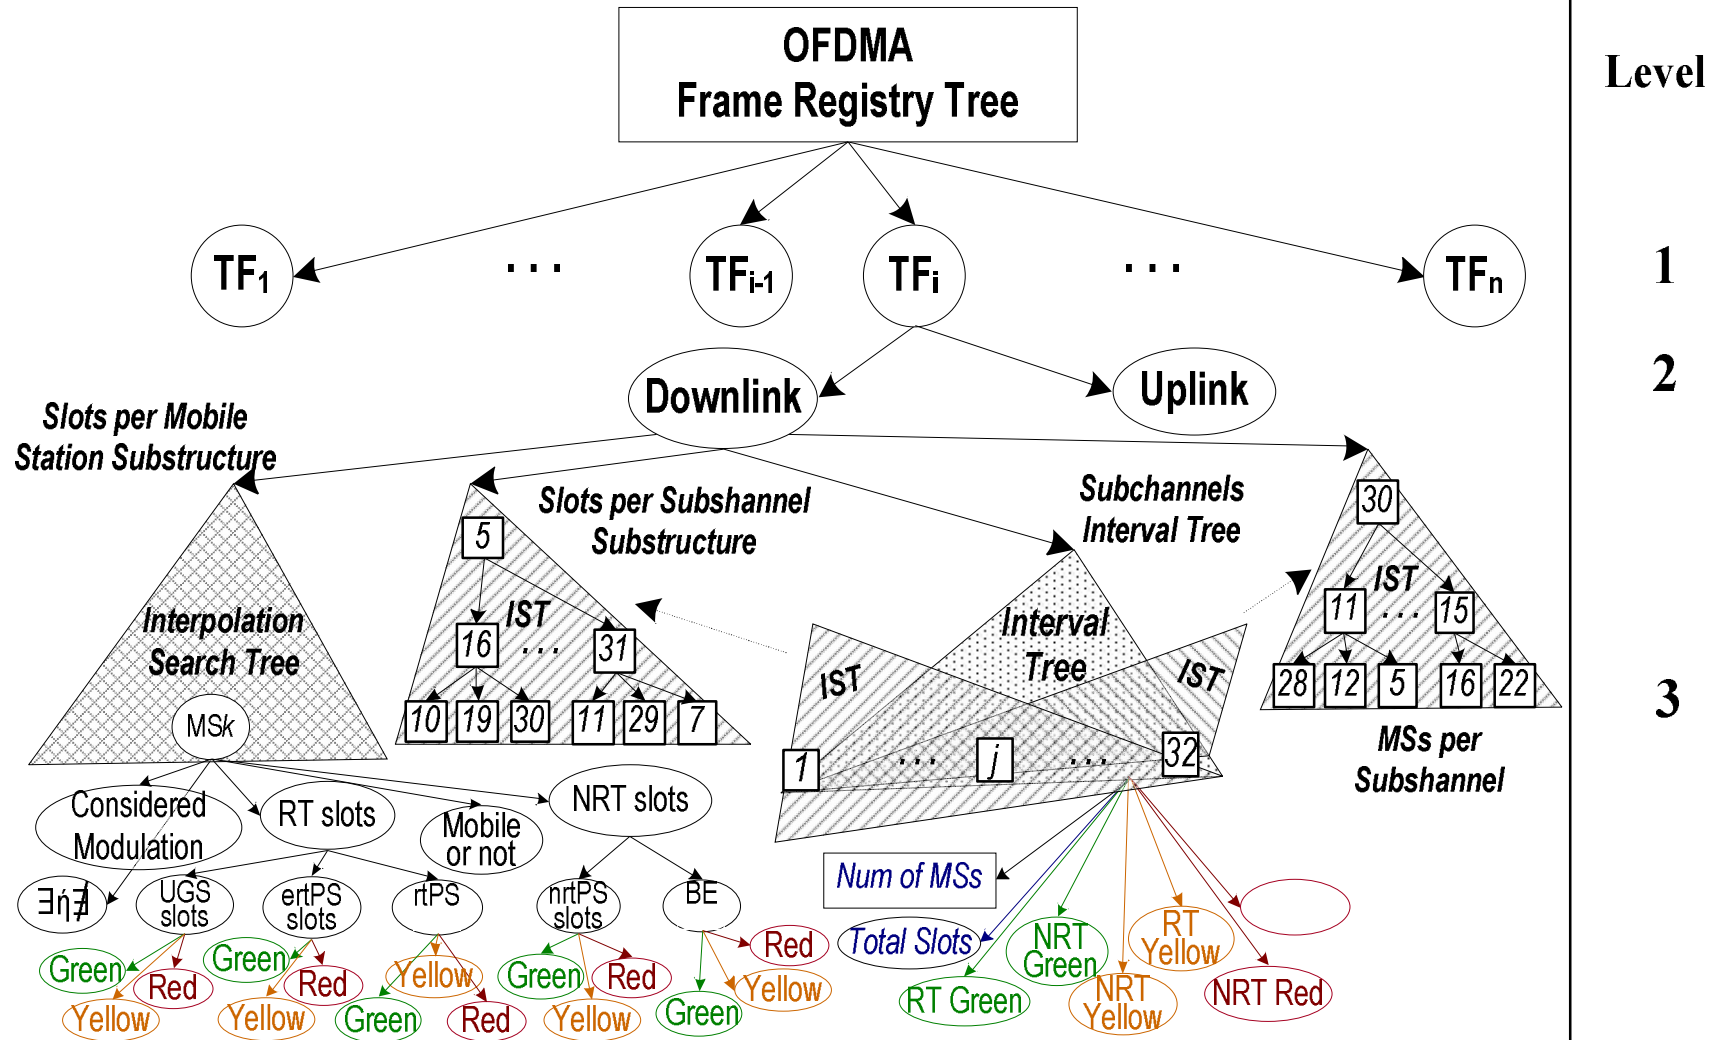 OFDMA
Frame Registry Tree
Level
TF1
...
TFi-1
TFi
...
TFn
1
Downlink
Uplink
2
Slots per Mobile
Station Substructure
Slots per Subshannel
Substructure
Subchannels
Interval Tree
30
5
IST
11
...
15
IST
16
...
31
Interpolation
Search Tree
Interval
Tree
IST
IST
28
12
5
16
22
3
10
19
30
11
29
7
MSk
1
...
j
...
32
MSs per
Subshannel
Considered
Modulation
RT slots
Mobile
or not
NRT slots
∃ή∄
UGS
slots
ertPS
slots
rtPS
nrtPS
slots
BE
Num of MSs
Total Slots
NRT
Green
RT
Yellow
RT Green
NRT
Yellow
NRT Red
Green
Red
Yellow
Green
Red
Yellow
Yellow
Green
Red
Green
Red
Yellow
Red
Yellow
Green